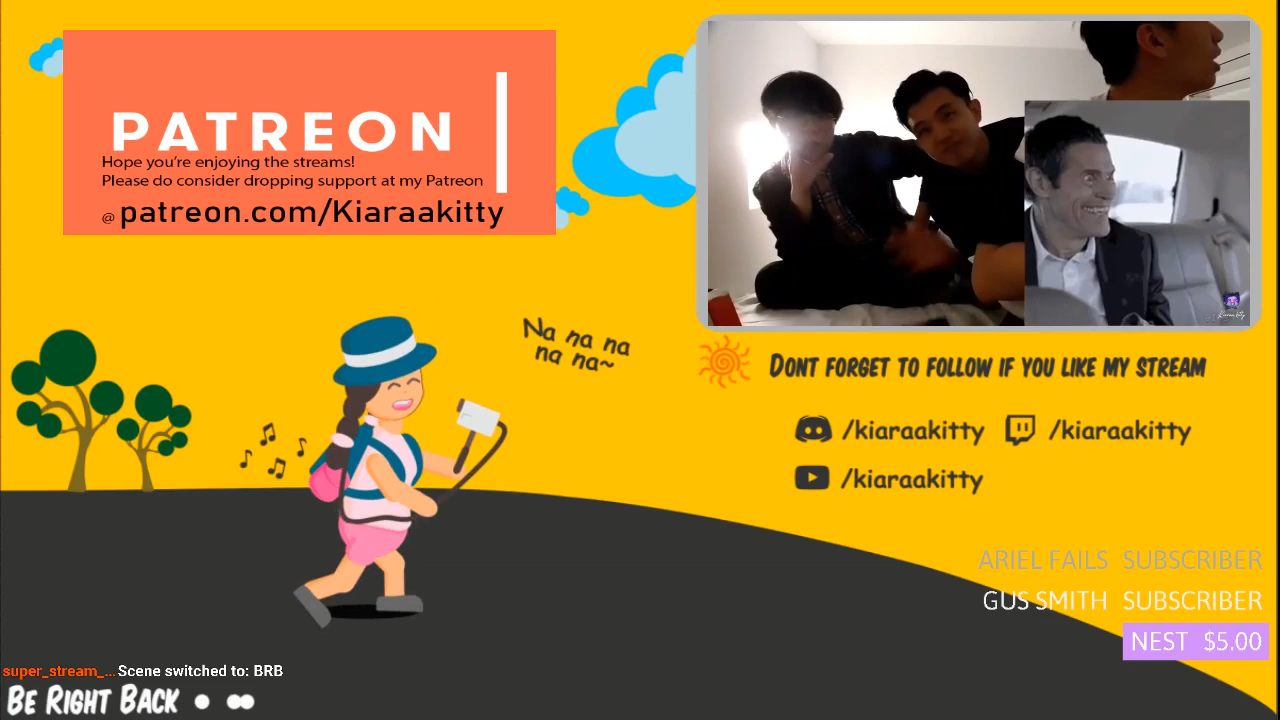 PATREON
Hope you're enjoying the streams!
Please do consider dropping support at my Patreon
@ patreon.com/Kiaraakitty
Na na na
na na~
DONT FORGET TO FOLLOW IF YOU LIKE MY STREAM
/kiaraakitty /kiaraakitty
/kiaraakitty
ARIEL FAILS SUBSCRIBER
GUS SMITH SUBSCRIBER
NEST $5.00
super_stream_... Scene switched to: BRB
BE RIGHT BACK